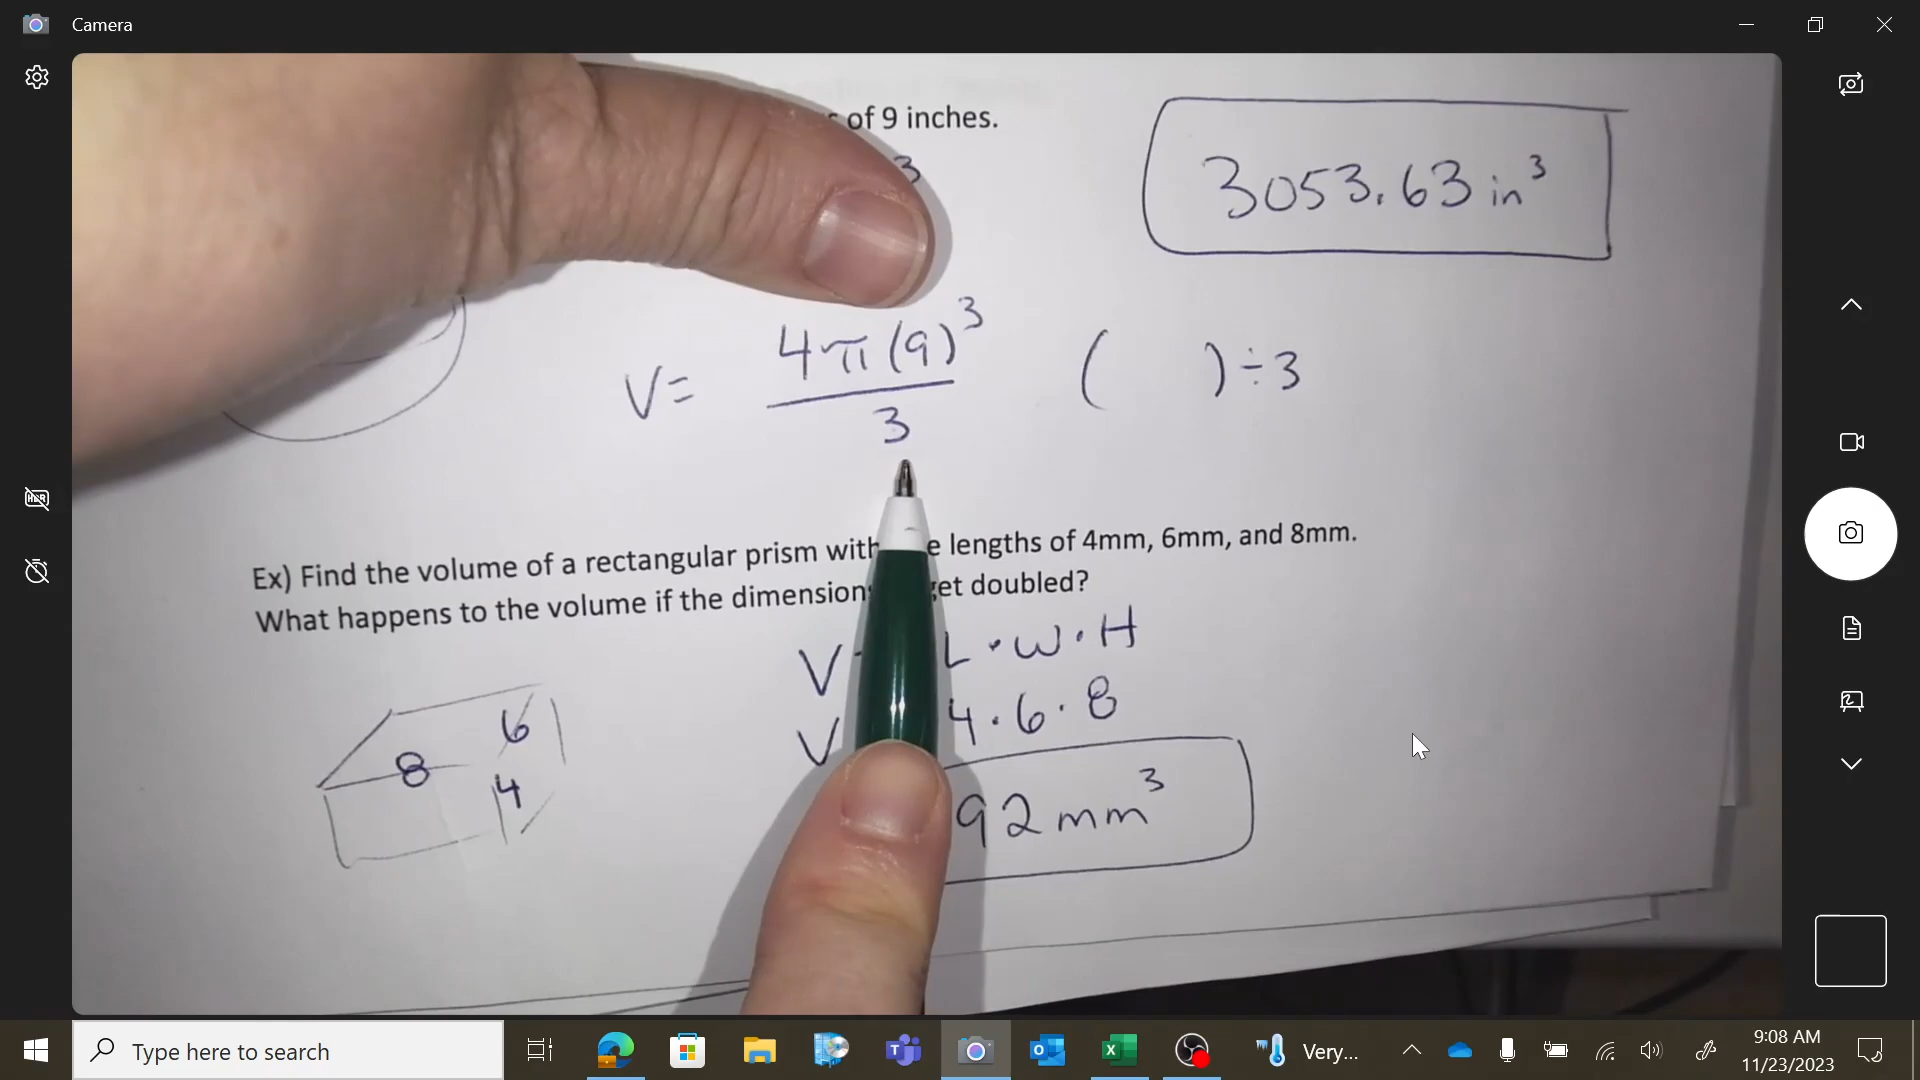 Camera
of 9 inches.
3
3053.63 in³
V = 4π(9)³ / 3 ( ) ÷ 3
Ex) Find the volume of a rectangular prism with e lengths of 4mm, 6mm, and 8mm.
What happens to the volume if the dimension get doubled?
V L · W · H
V 4 · 6 · 8
92 mm³
8
6
4
Type here to search
Very...
9:08 AM
11/23/2023